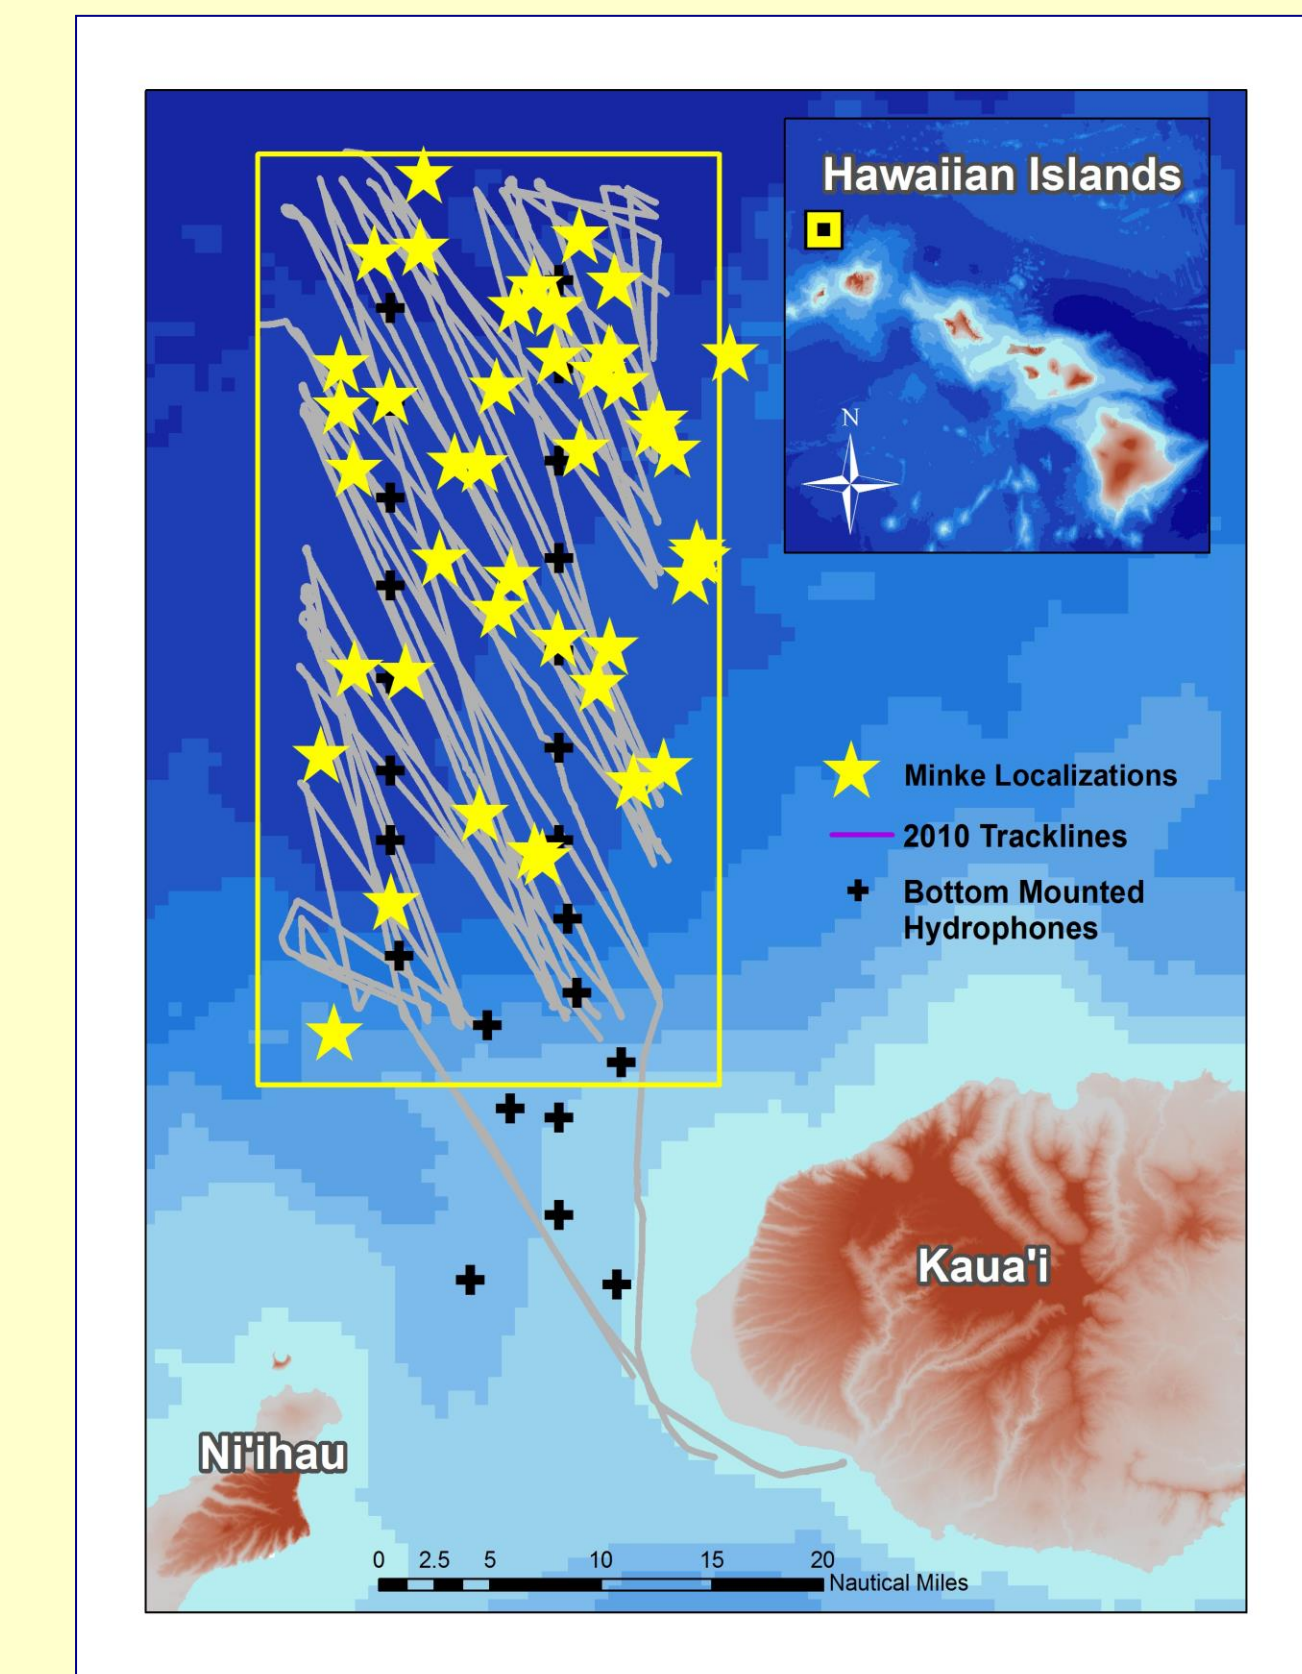 Hawaiian Islands
N
Minke Localizations
2010 Tracklines
Bottom Mounted
Hydrophones
Kaua'i
Ni'ihau
0 2.5 5 10 15 20
Nautical Miles